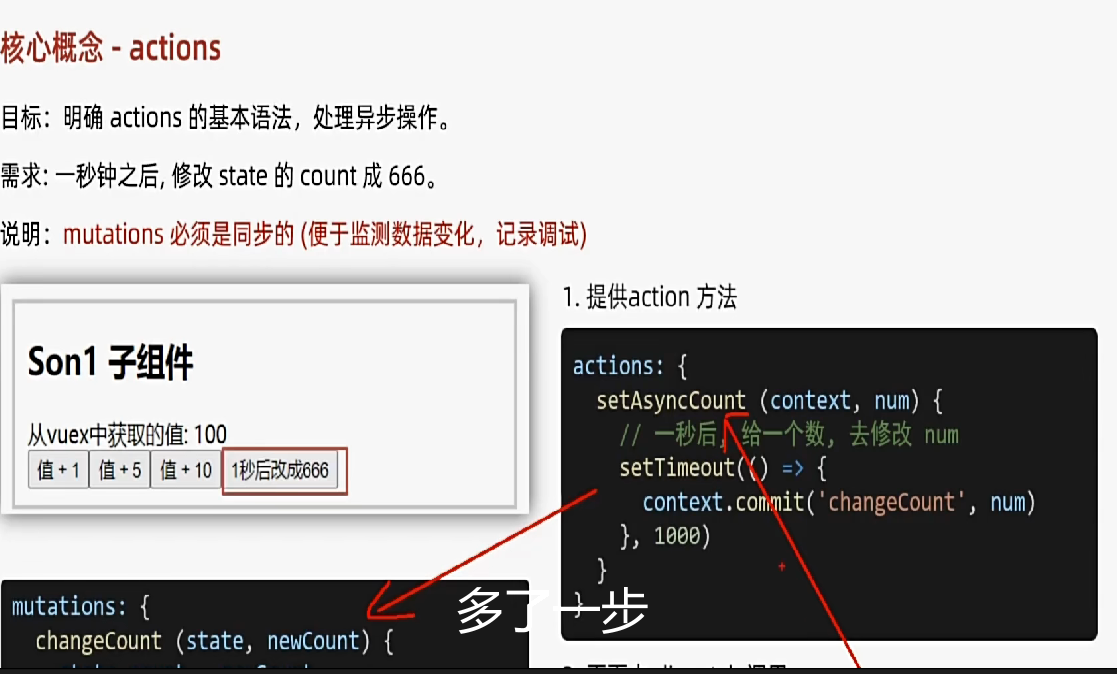 核心概念 - actions
目标：明确 actions 的基本语法，处理异步操作。
需求: 一秒钟之后, 修改 state 的 count 成 666。
说明：mutations 必须是同步的 (便于监测数据变化，记录调试)
Son1 子组件
从vuex中获取的值: 100
值 + 1 值 + 5 值 + 10 1秒后改成666
mutations: {
changeCount (state, newCount) {
1. 提供action 方法
actions: {
setAsyncCount (context, num) {
// 一秒后, 给一个数, 去修改 num
setTimeout(() => {
context.commit('changeCount', num)
}, 1000)
}
}
多了一步